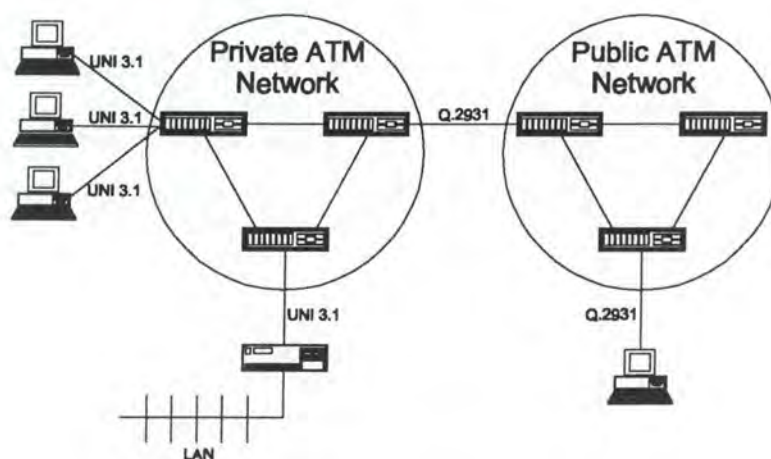 Private ATM
Network
Public ATM
Network
UNI 3.1
UNI 3.1
UNI 3.1
Q.2931
UNI 3.1
Q.2931
LAN